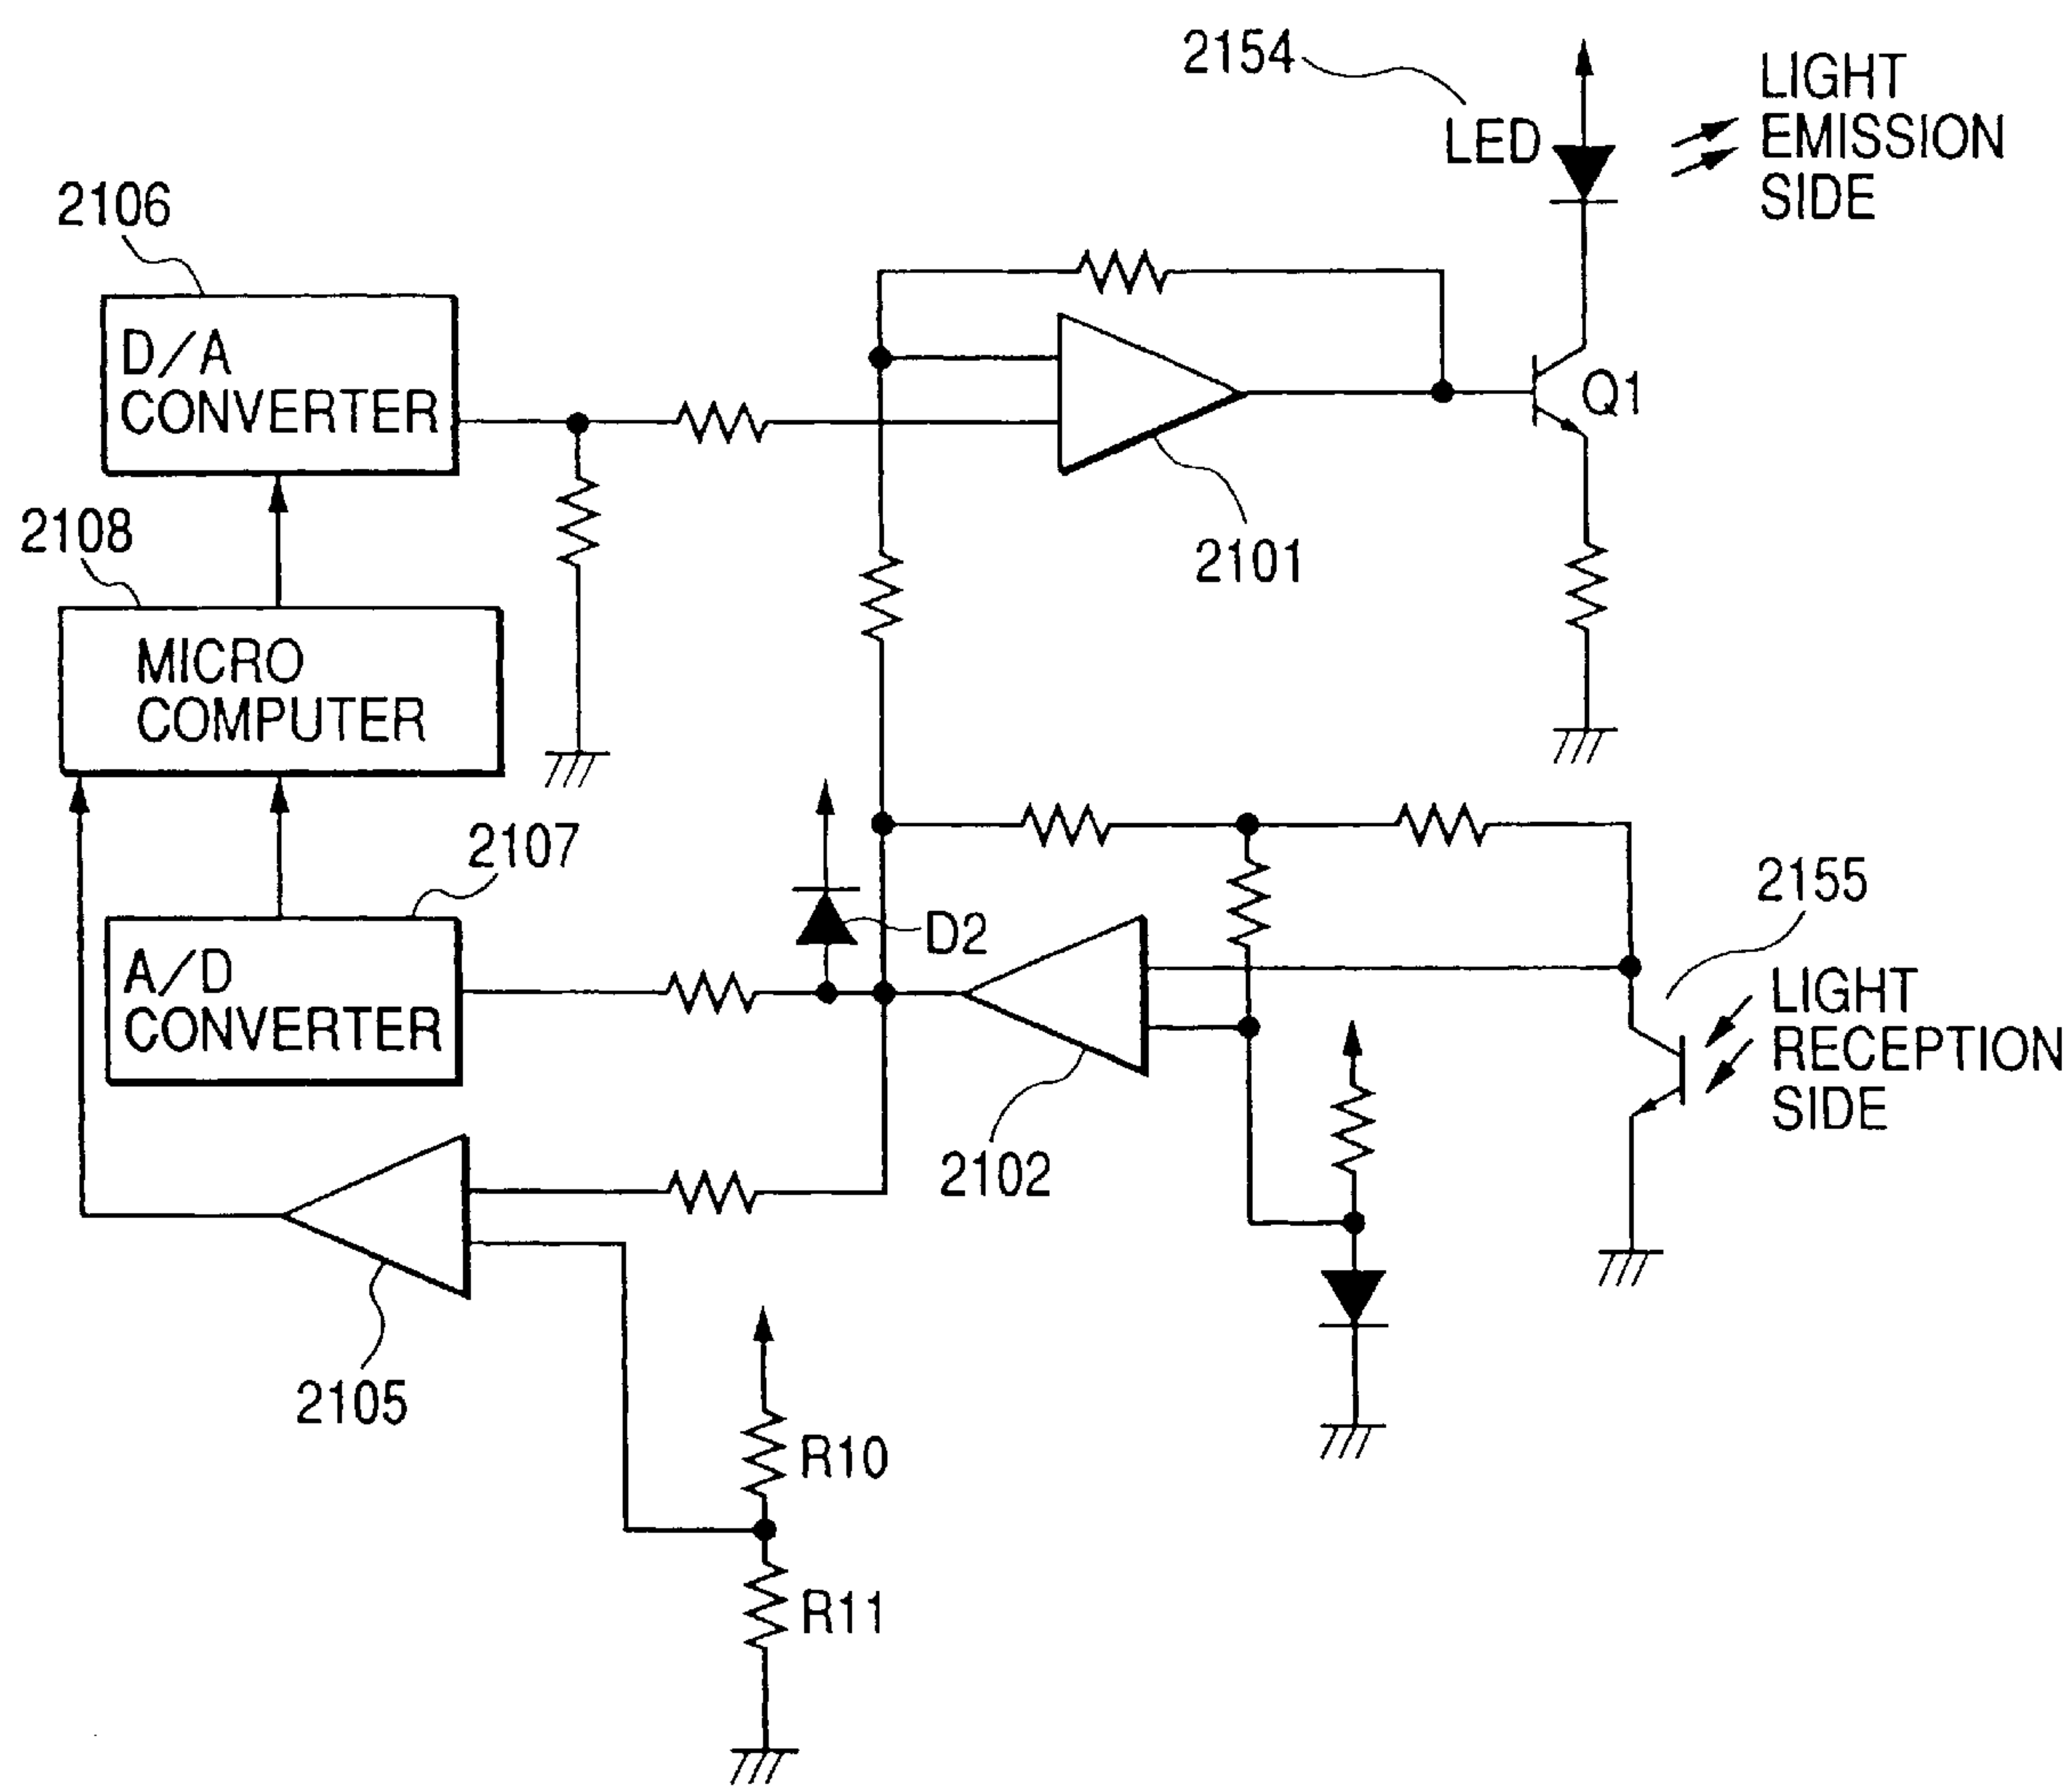 2154
LED
LIGHT
EMISSION
SIDE
2106
D/A
CONVERTER
Q1
2101
2108
MICRO
COMPUTER
2107
A/D
CONVERTER
D2
2102
2155
LIGHT
RECEPTION
SIDE
2105
R10
R11